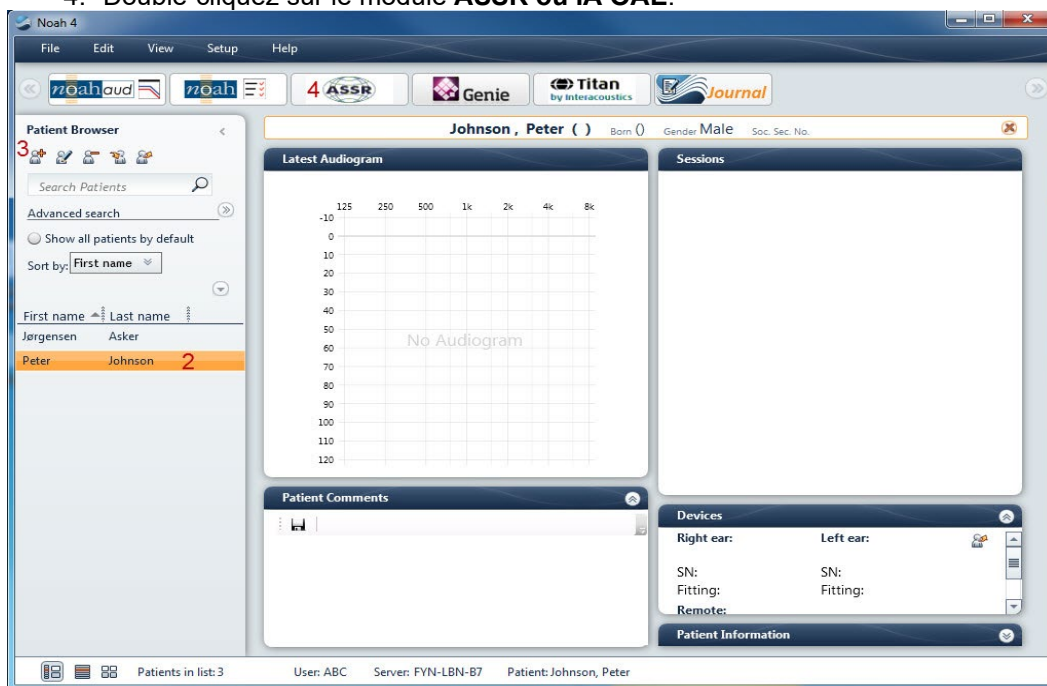 4. Double-cliquez sur le module ASSR ou IA OAE.
Noah 4
File Edit View Setup Help
noahaud noah 4 ASSR Genie Titan by Interacoustics Journal
Patient Browser
Johnson , Peter ( ) Born () Gender Male Soc. Sec. No.
3
Search Patients
Advanced search
Show all patients by default
Sort by: First name
First name Last name
Jørgensen Asker
Peter Johnson 2
Latest Audiogram
125 250 500 1k 2k 4k 8k
-10
0
10
20
30
40
50
No Audiogram
60
70
80
90
100
110
120
Sessions
Patient Comments
Devices
Right ear: Left ear:
SN: SN:
Fitting: Fitting:
Remote:
Patient Information
Patients in list: 3 User: ABC Server: FYN-LBN-B7 Patient: Johnson, Peter